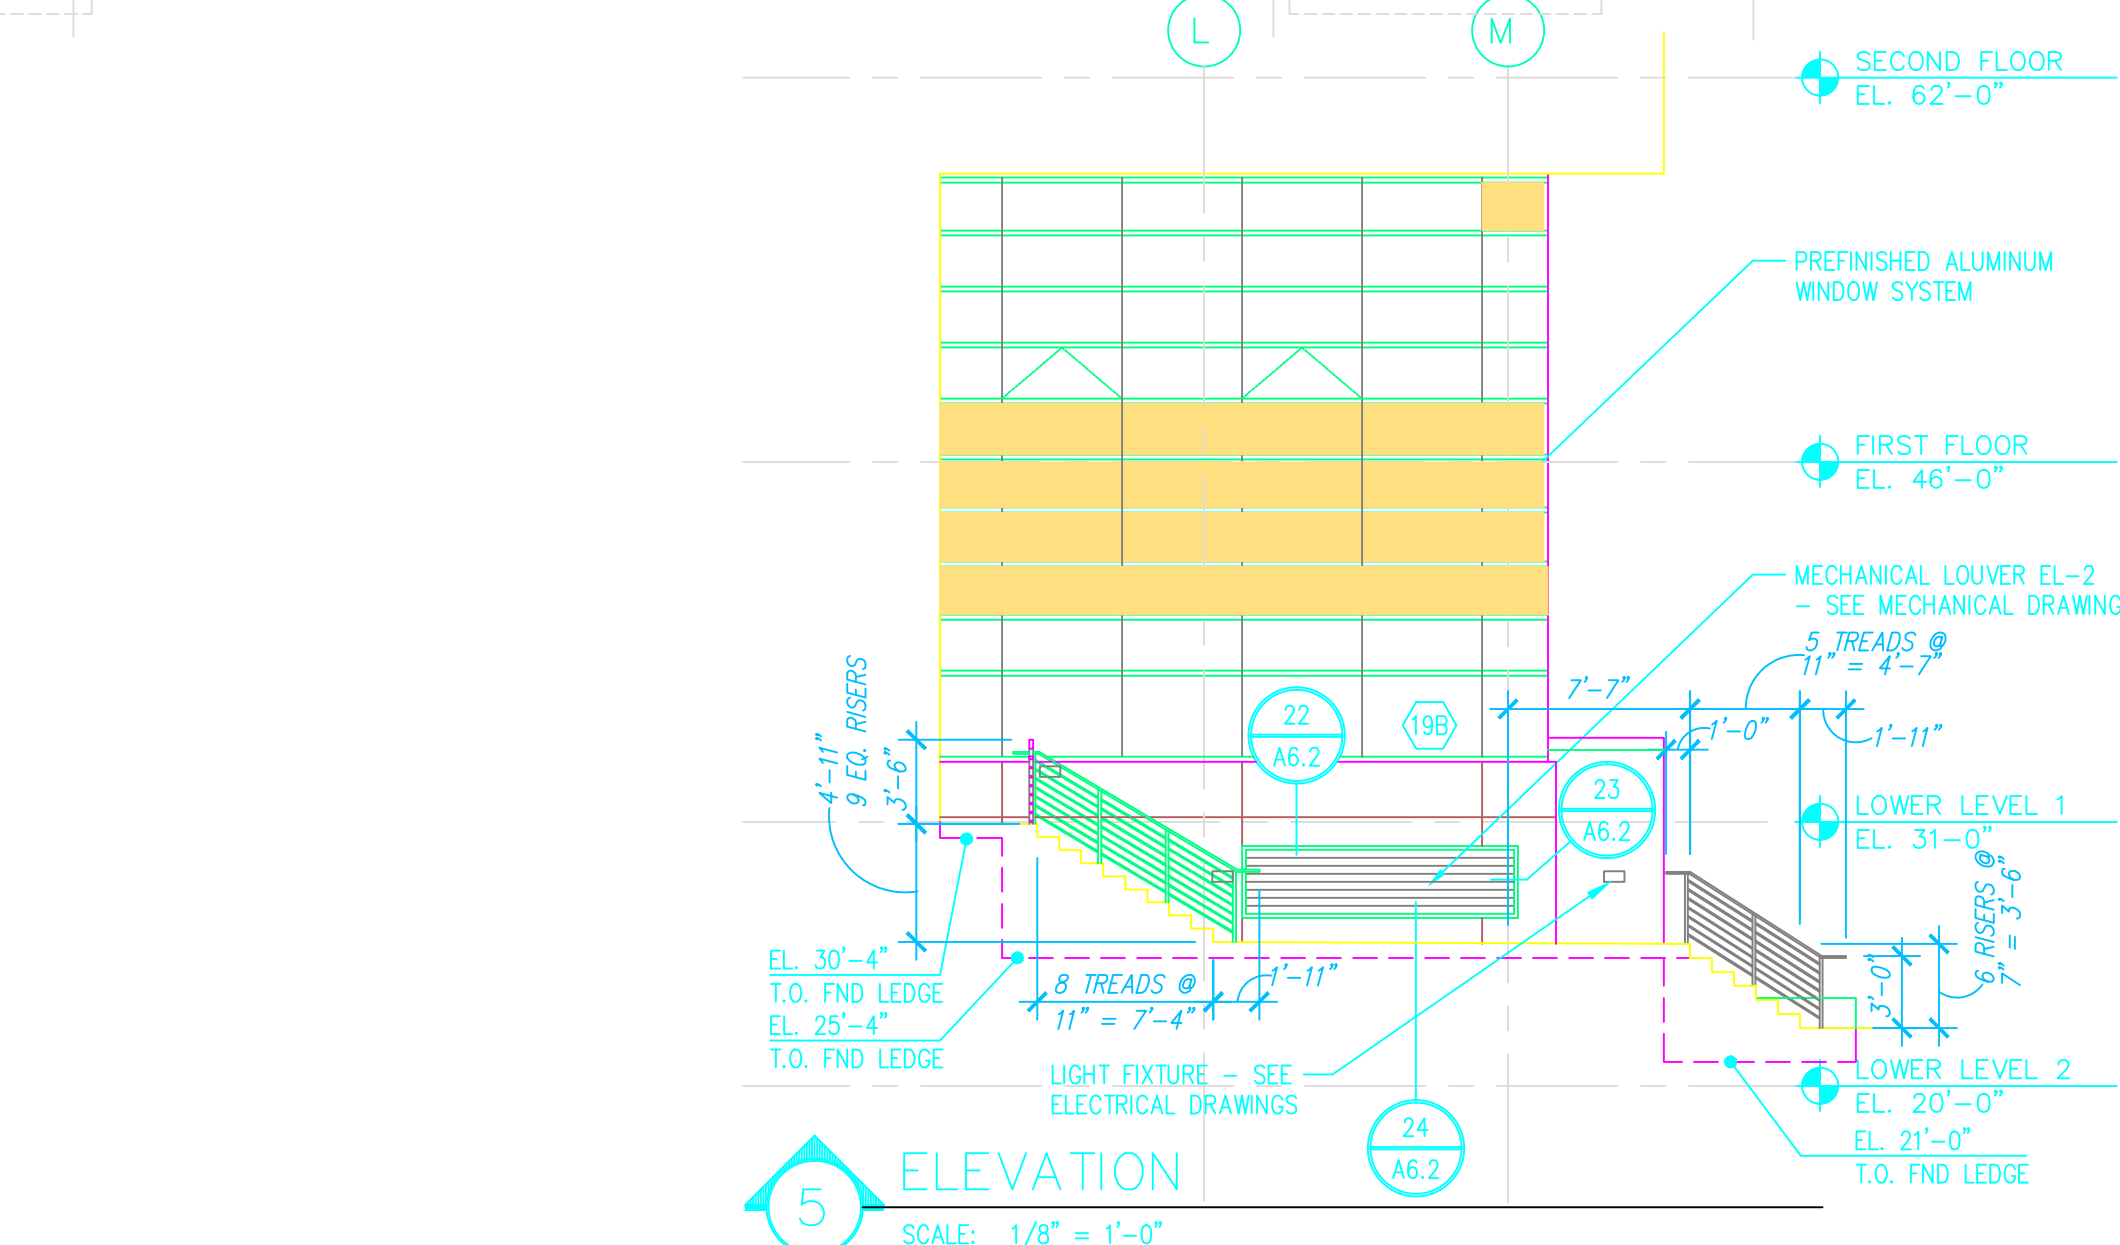 L
M
SECOND FLOOR
EL. 62'-0"
PREFINISHED ALUMINUM
WINDOW SYSTEM
FIRST FLOOR
EL. 46'-0"
MECHANICAL LOUVER EL-2
- SEE MECHANICAL DRAWING
5 TREADS @
11" = 4'-7"
7'-7"
1'-0"
1'-11"
22
A6.2
19B
23
A6.2
4'-11"
9 EQ. RISERS
3'-6"
LOWER LEVEL 1
EL. 31-0"
6 RISERS @
7" = 3'-6"
3'-0"
EL. 30'-4"
T.O. FND LEDGE
EL. 25'-4"
T.O. FND LEDGE
8 TREADS @
11" = 7'-4"
1'-11"
LIGHT FIXTURE - SEE
ELECTRICAL DRAWINGS
24
A6.2
LOWER LEVEL 2
EL. 20'-0"
EL. 21'-0"
T.O. FND LEDGE
5
ELEVATION
SCALE: 1/8" = 1'-0"